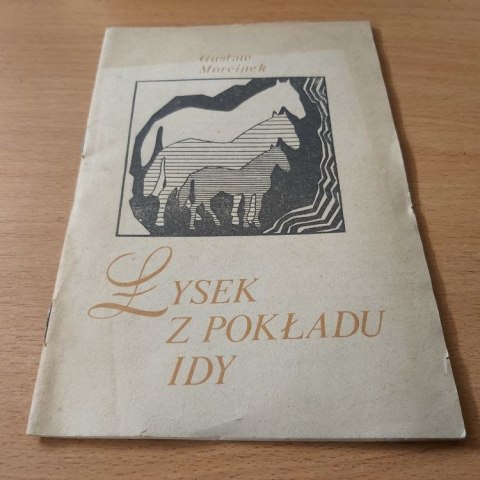 Gustaw
Morcinek
ŁYSEK
Z POKŁADU
IDY